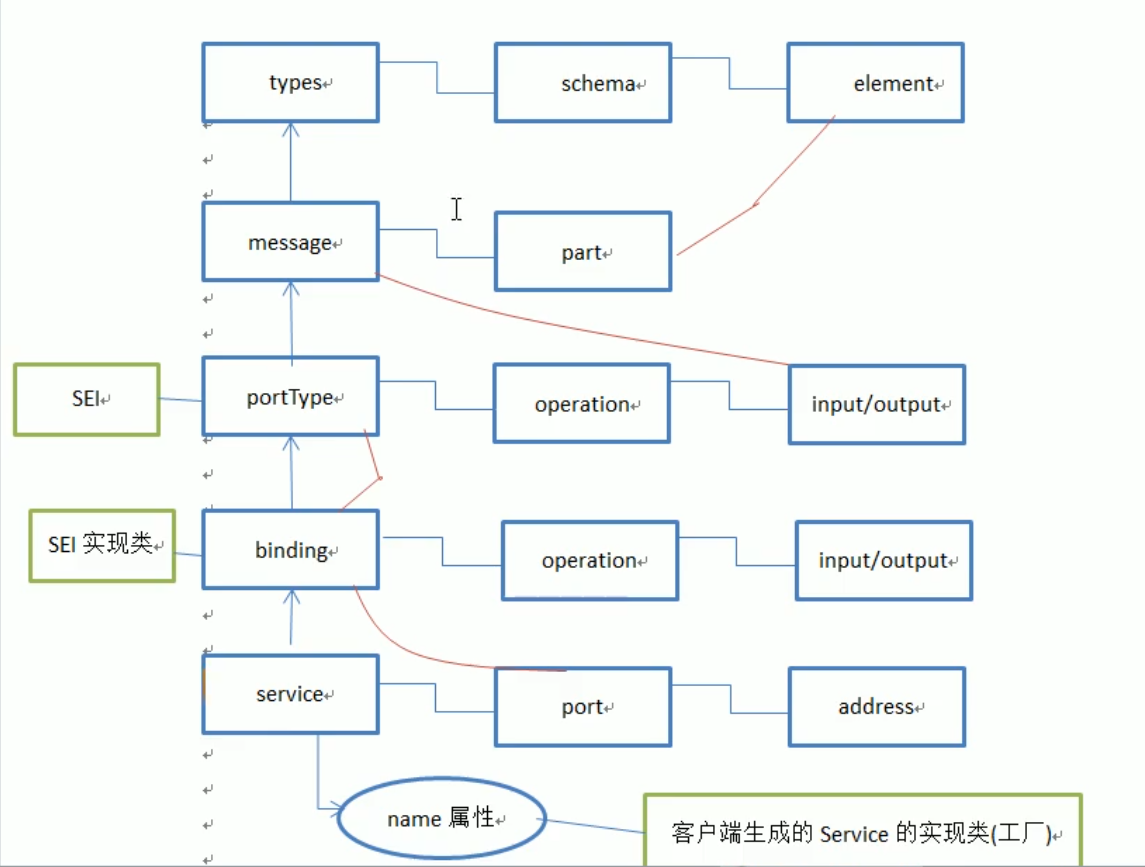 types
schema
element
message
part
SEI
portType
operation
input/output
SEI 实现类
binding
operation
input/output
service
port
address
name 属性
客户端生成的 Service 的实现类(工厂)